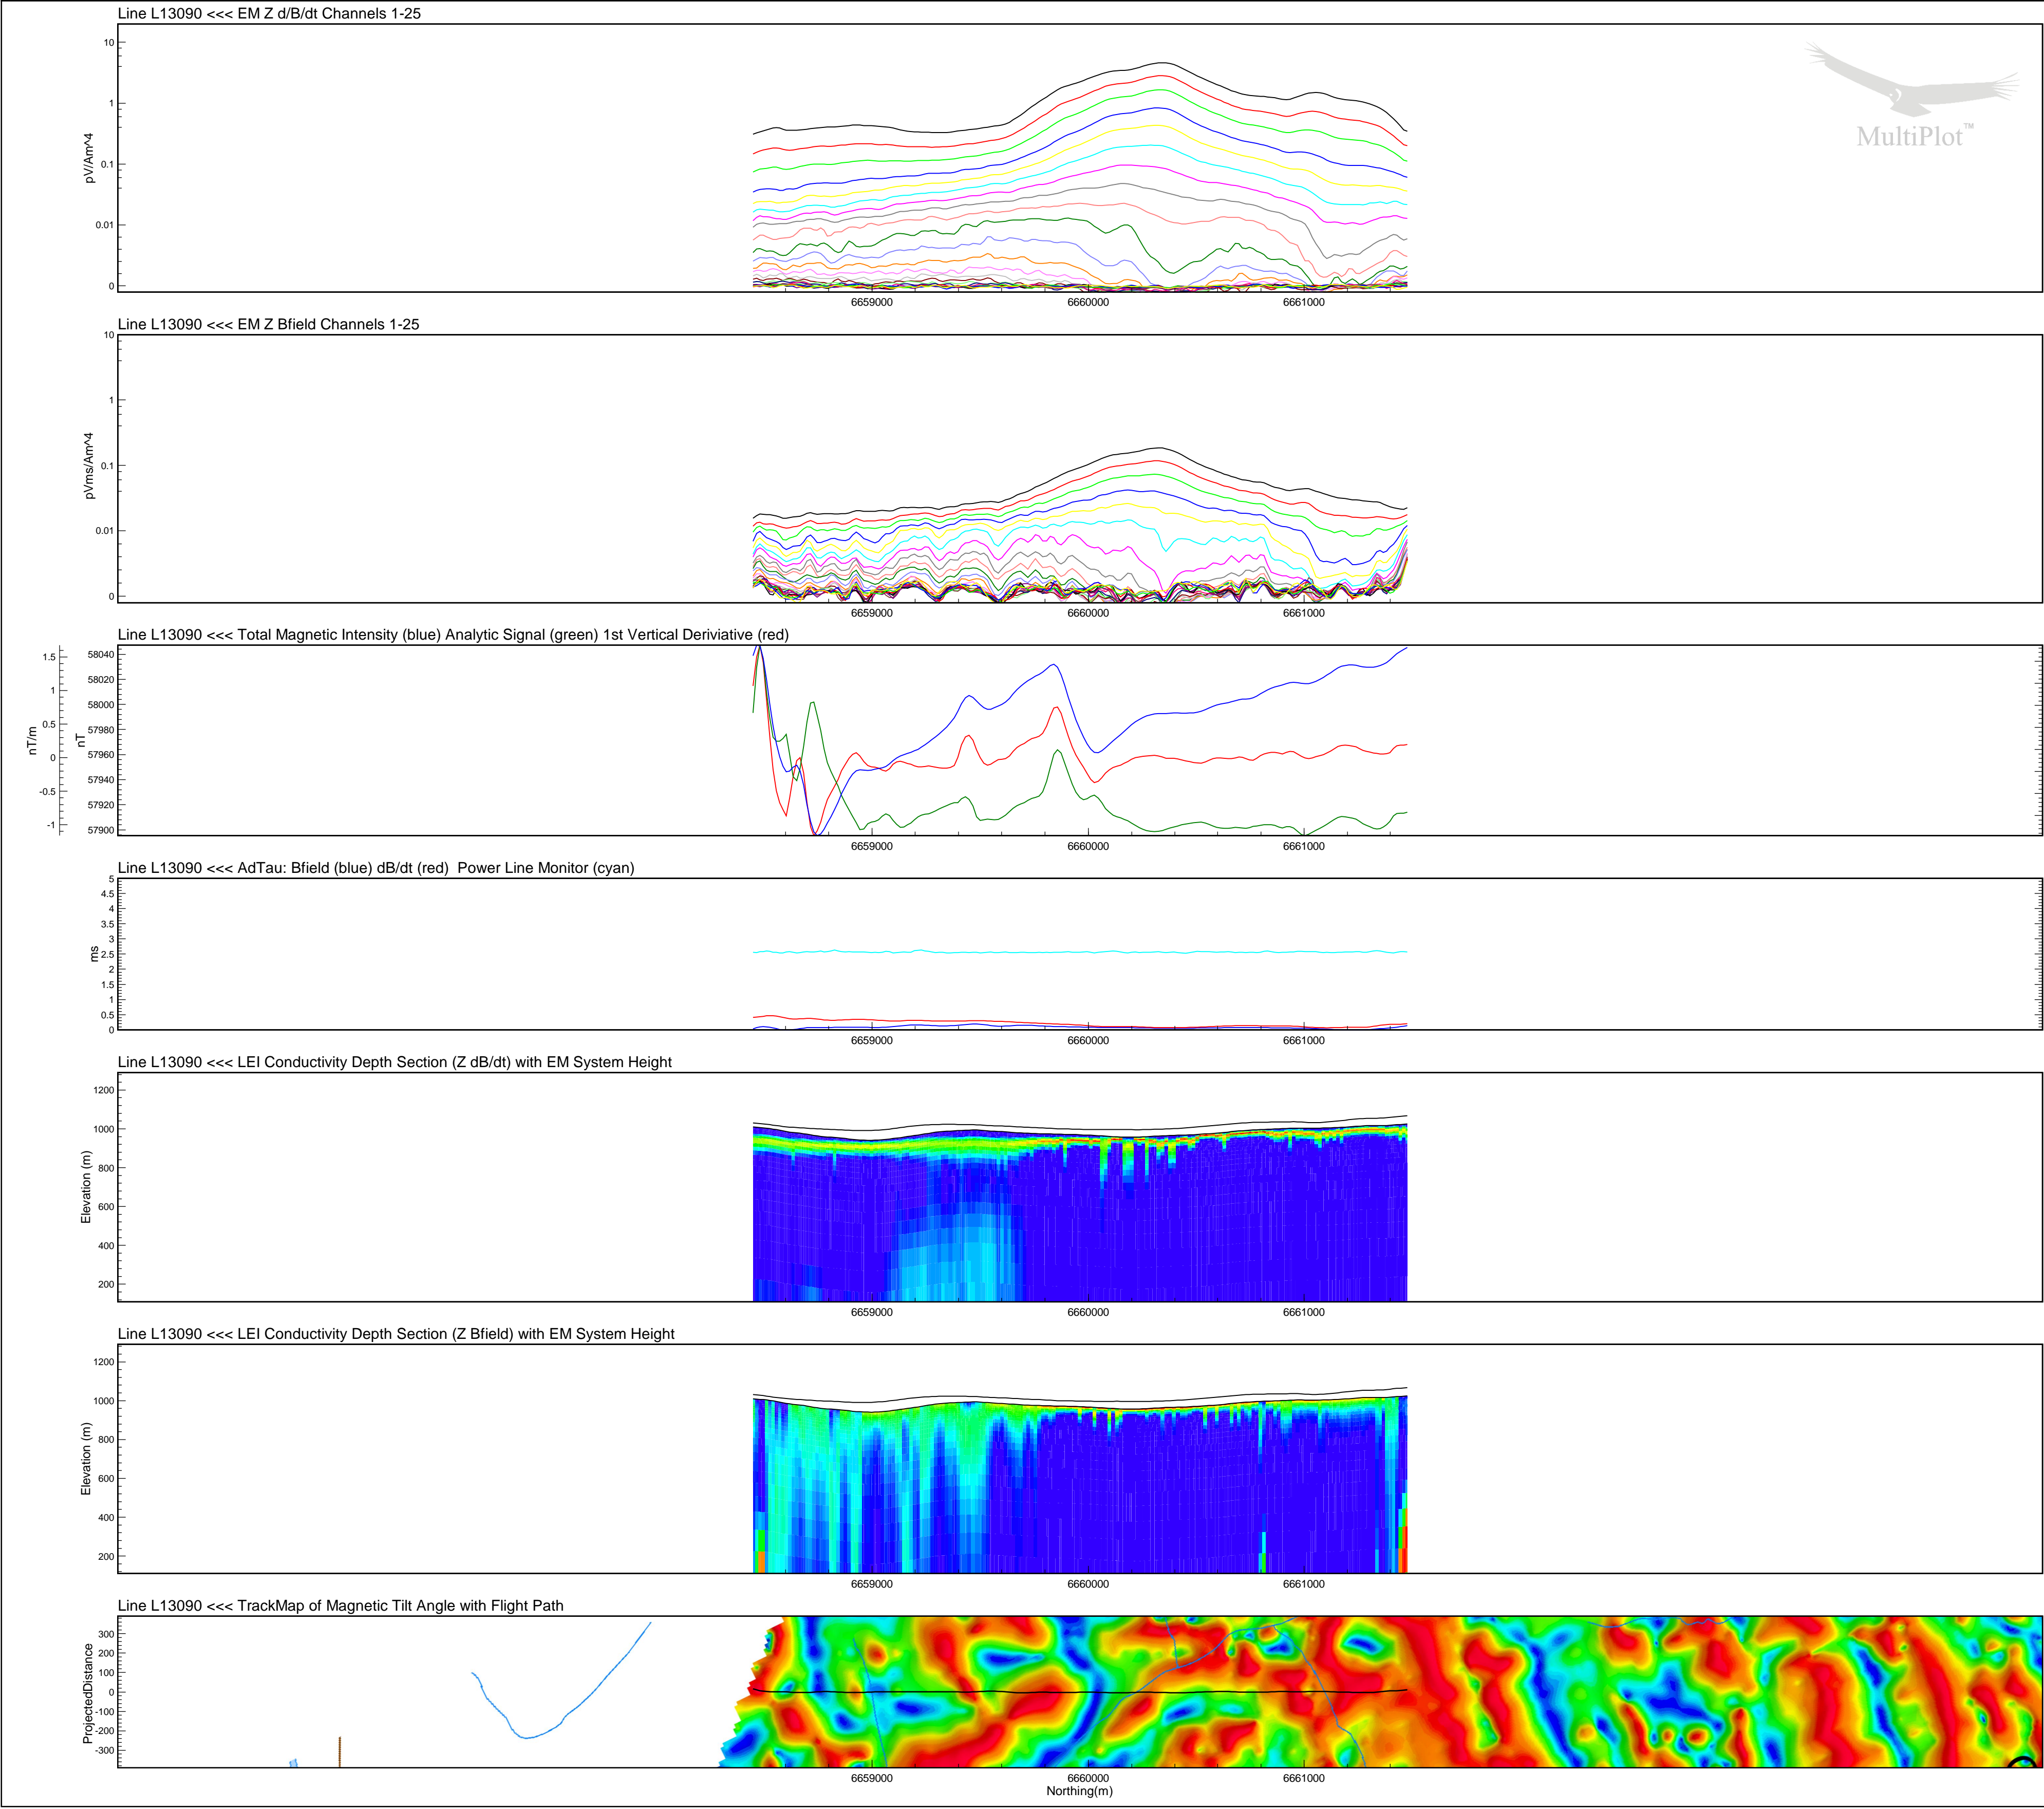 Line L13090 <<< EM Z d/B/dt Channels 1-25
10
1
0.1
0.01
0
pV/Am^4
6659000 6660000 6661000
MultiPlot™
Line L13090 <<< EM Z Bfield Channels 1-25
10
1
0.1
0.01
0
pVms/Am^4
6659000 6660000 6661000
Line L13090 <<< Total Magnetic Intensity (blue) Analytic Signal (green) 1st Vertical Deriviative (red)
1.5
1
0.5
0
-0.5
-1
nT/m
58040
58020
58000
57980
57960
57940
57920
57900
nT
6659000 6660000 6661000
Line L13090 <<< AdTau: Bfield (blue) dB/dt (red) Power Line Monitor (cyan)
5
4.5
4
3.5
3
2.5
2
1.5
1
0.5
0
ms
6659000 6660000 6661000
Line L13090 <<< LEI Conductivity Depth Section (Z dB/dt) with EM System Height
1200
1000
800
600
400
200
Elevation (m)
6659000 6660000 6661000
Line L13090 <<< LEI Conductivity Depth Section (Z Bfield) with EM System Height
1200
1000
800
600
400
200
Elevation (m)
6659000 6660000 6661000
Line L13090 <<< TrackMap of Magnetic Tilt Angle with Flight Path
300
200
100
0
-100
-200
-300
ProjectedDistance
6659000 6660000 6661000
Northing(m)